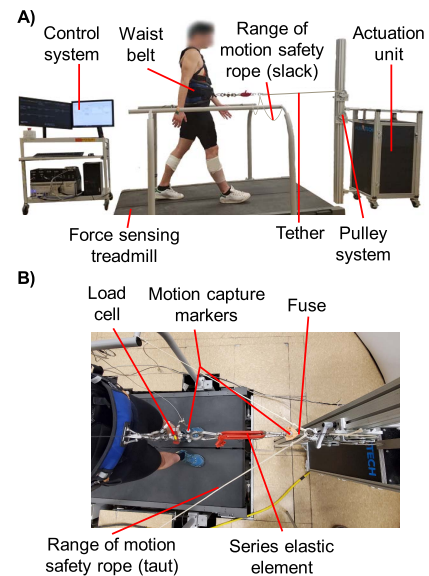 A)
Control
system
Waist
belt
Range of
motion safety
rope (slack)
Actuation
unit
Force sensing
treadmill
Tether
Pulley
system
B)
Load
cell
Motion capture
markers
Fuse
TECH
Range of motion
safety rope (taut)
Series elastic
element